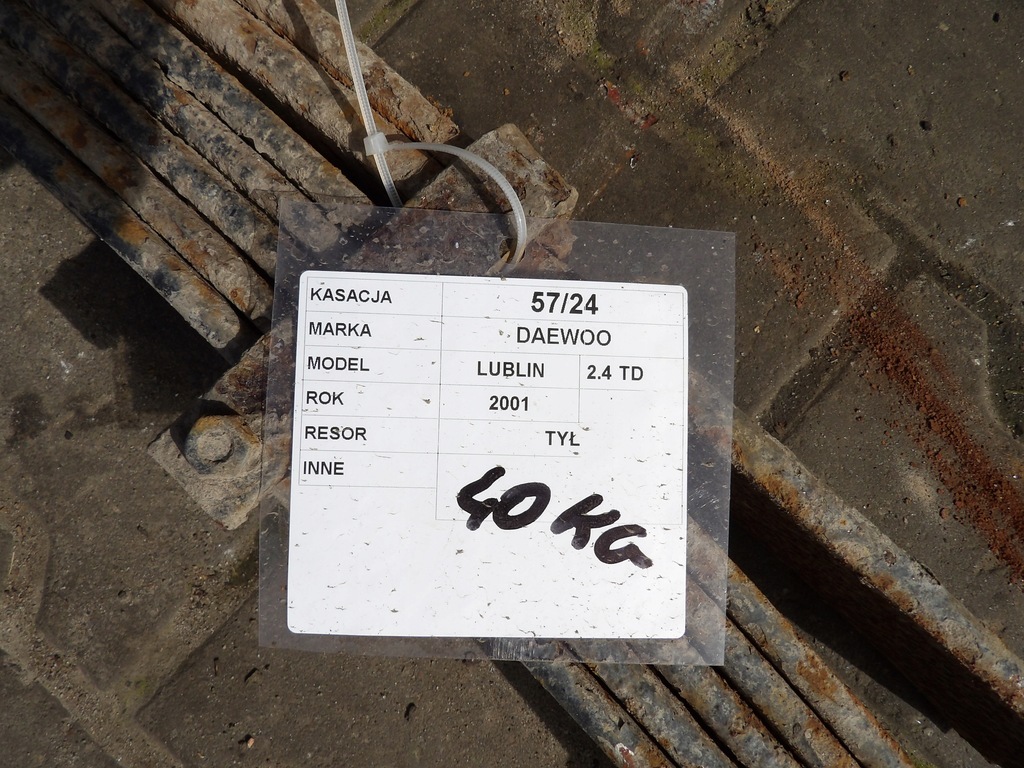 KASACJA 57/24
MARKA DAEWOO
MODEL LUBLIN 2.4 TD
ROK 2001
RESOR TYŁ
INNE
40 KG